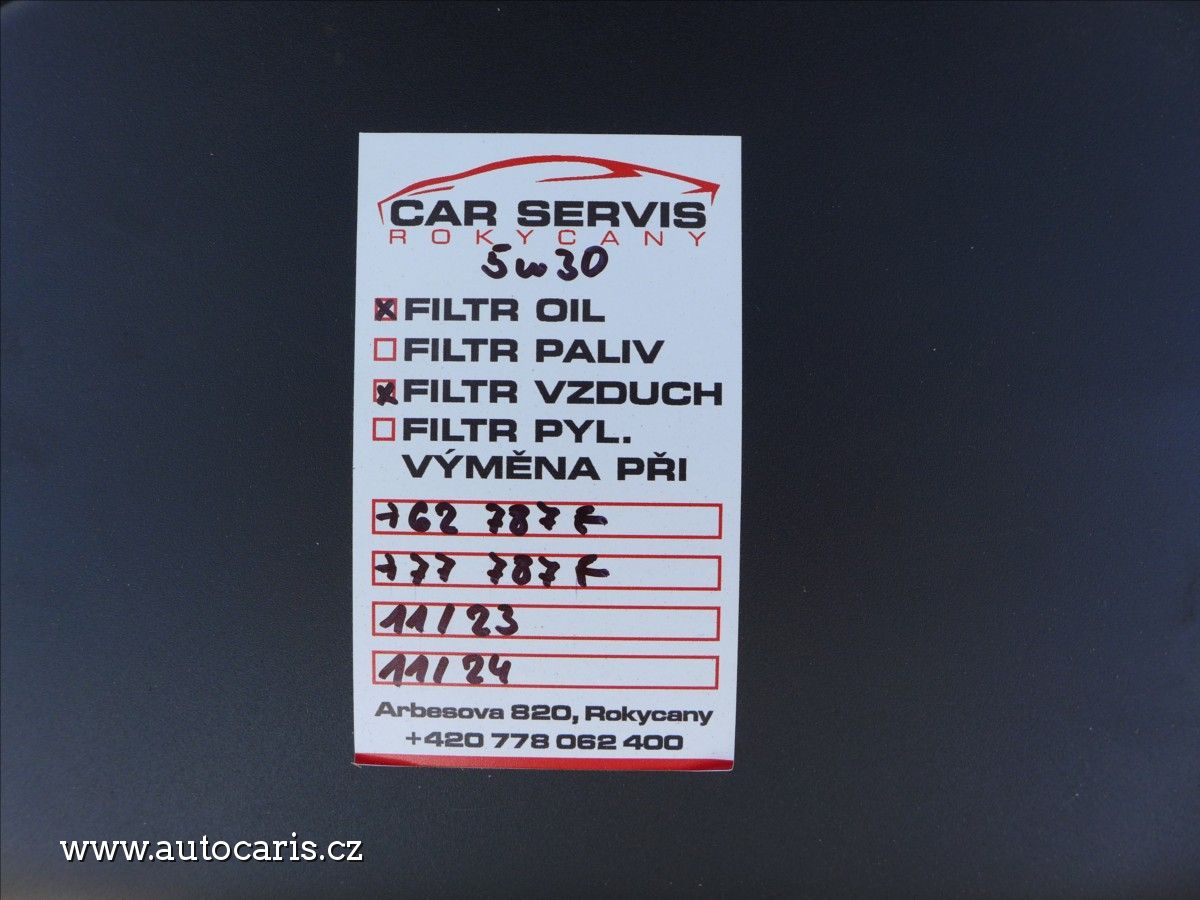 CAR SERVIS
ROKYCANY
5w30
x FILTR OIL
FILTR PALIV
x FILTR VZDUCH
FILTR PYL.
VÝMĚNA PŘI
162 787
177 787
11/23
11/24
Arbesova 820, Rokycany
+420 778 062 400
www.autocaris.cz